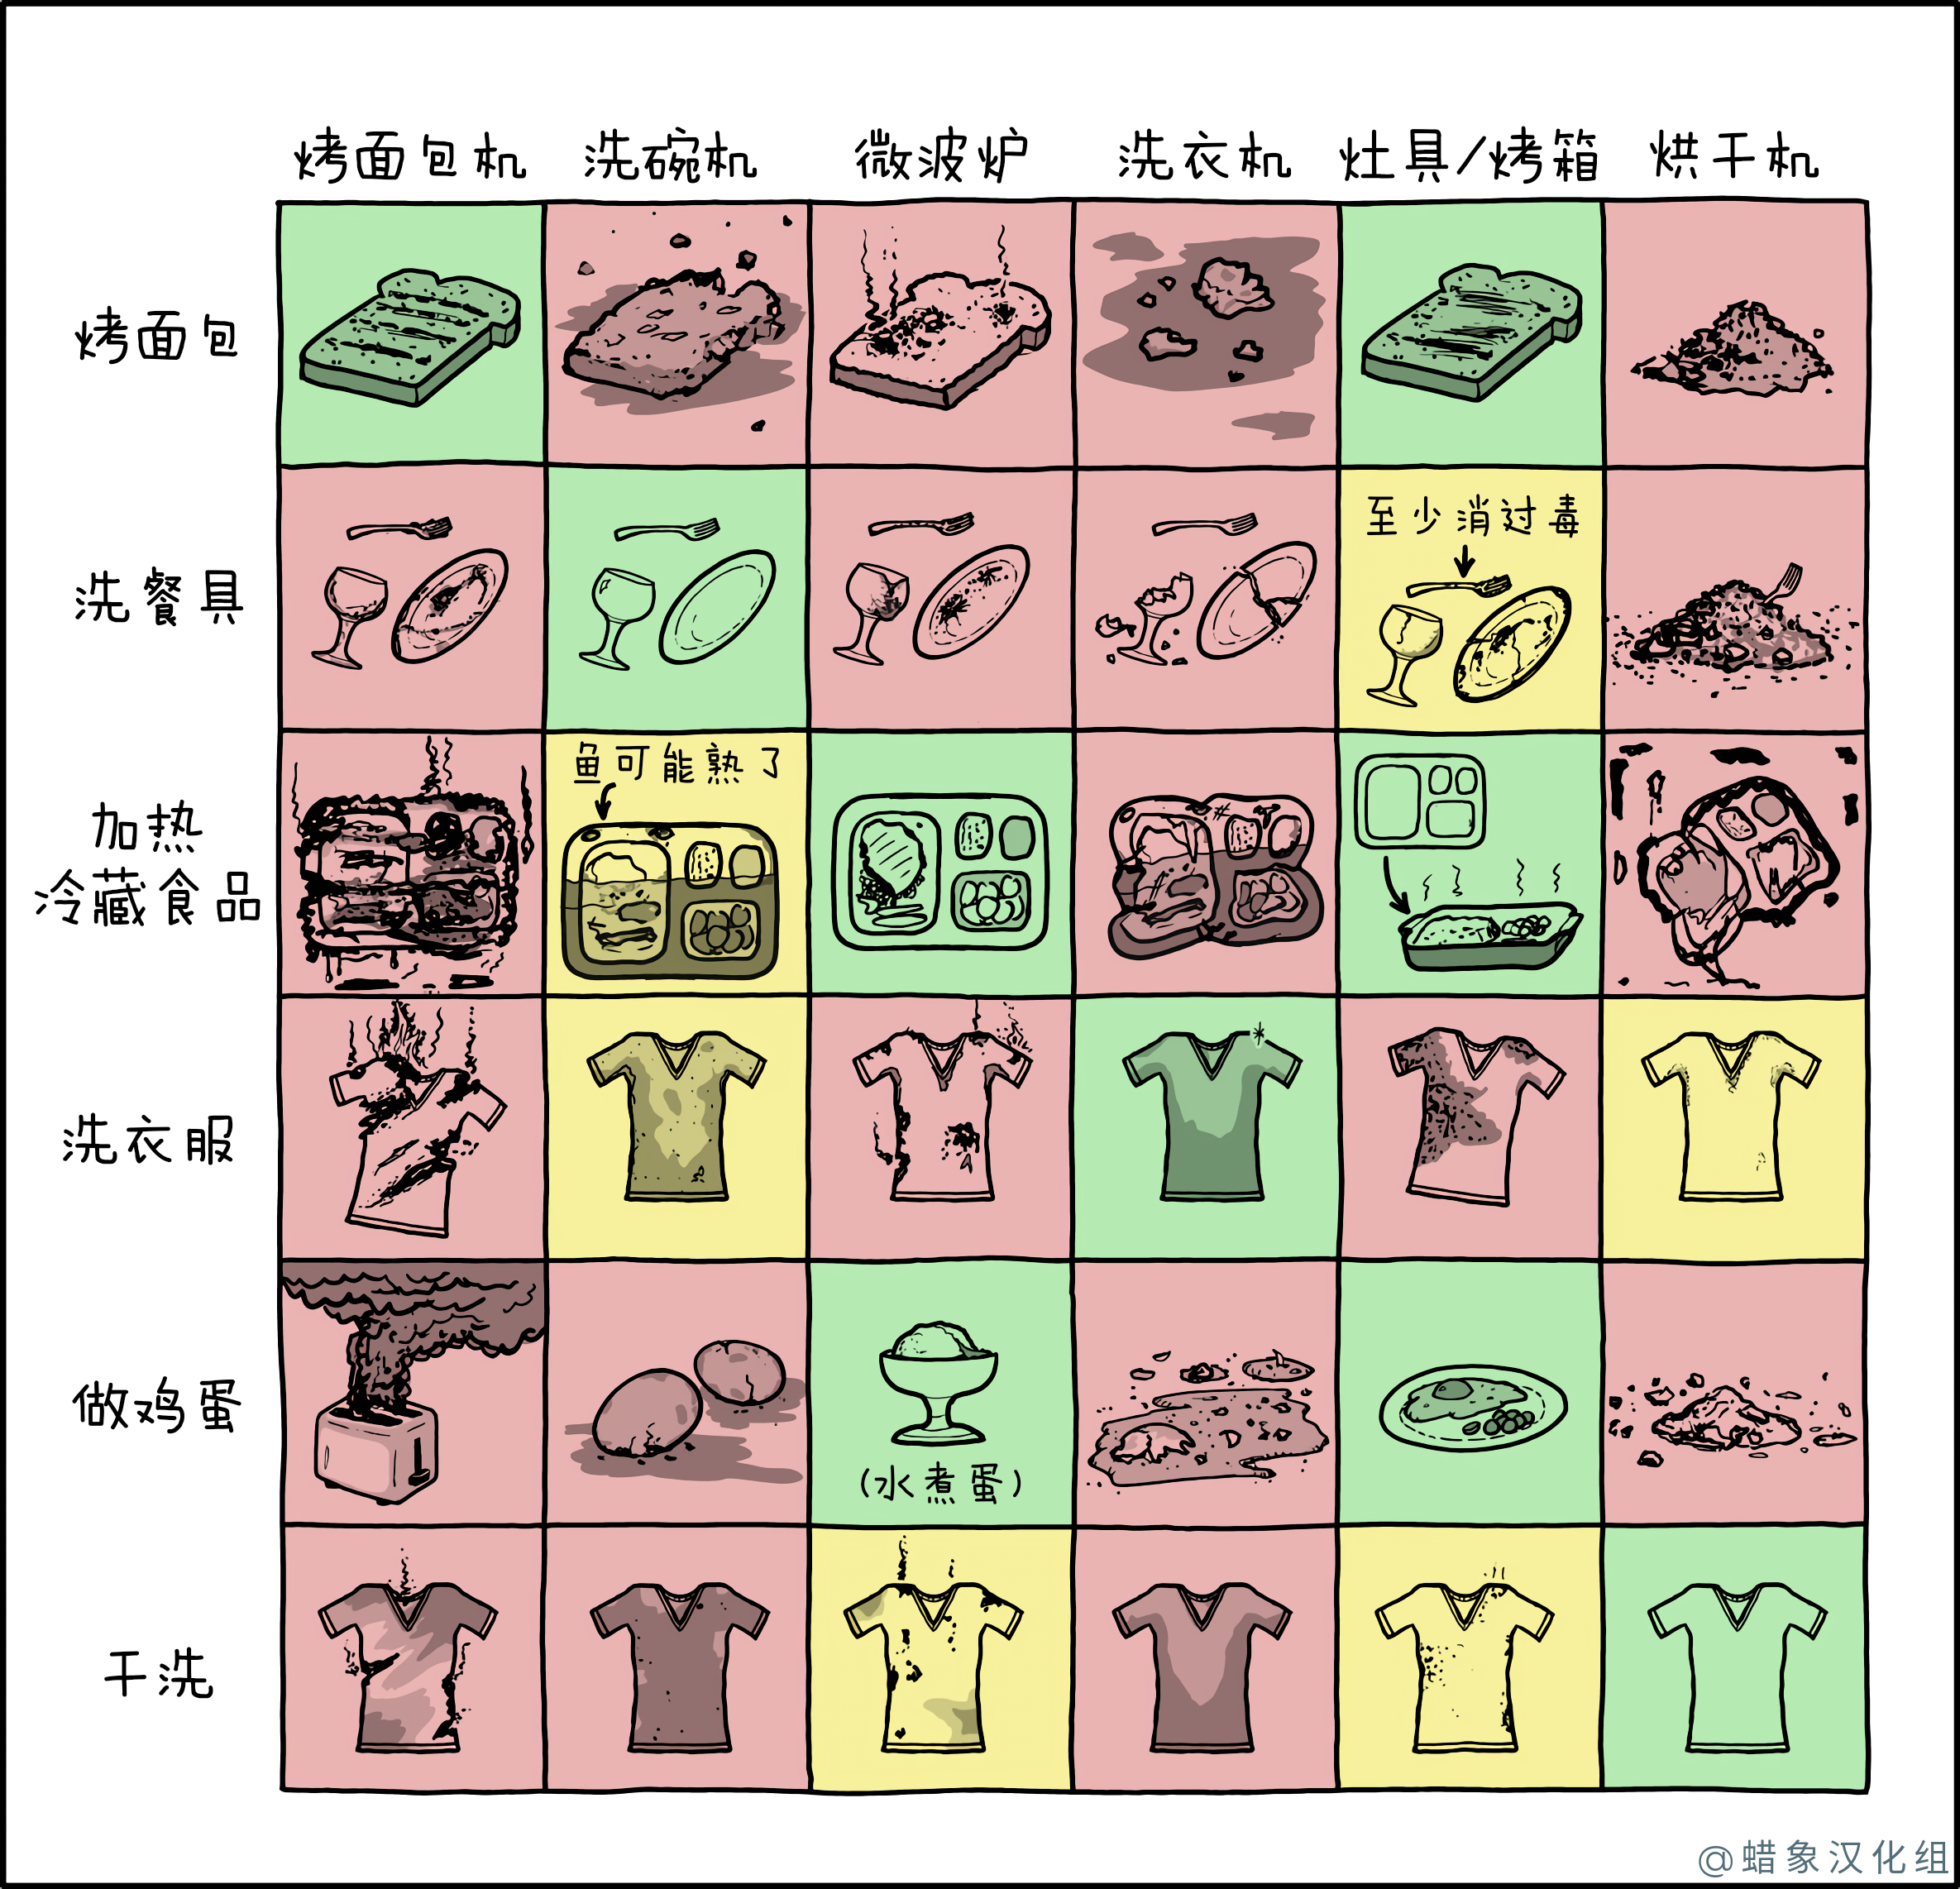 烤面包机 洗碗机 微波炉 洗衣机 灶具/烤箱 烘干机
烤面包
洗餐具
至少消过毒
加热
冷藏食品
鱼可能熟了
洗衣服
做鸡蛋
(水煮蛋)
干洗
@蜡象汉化组